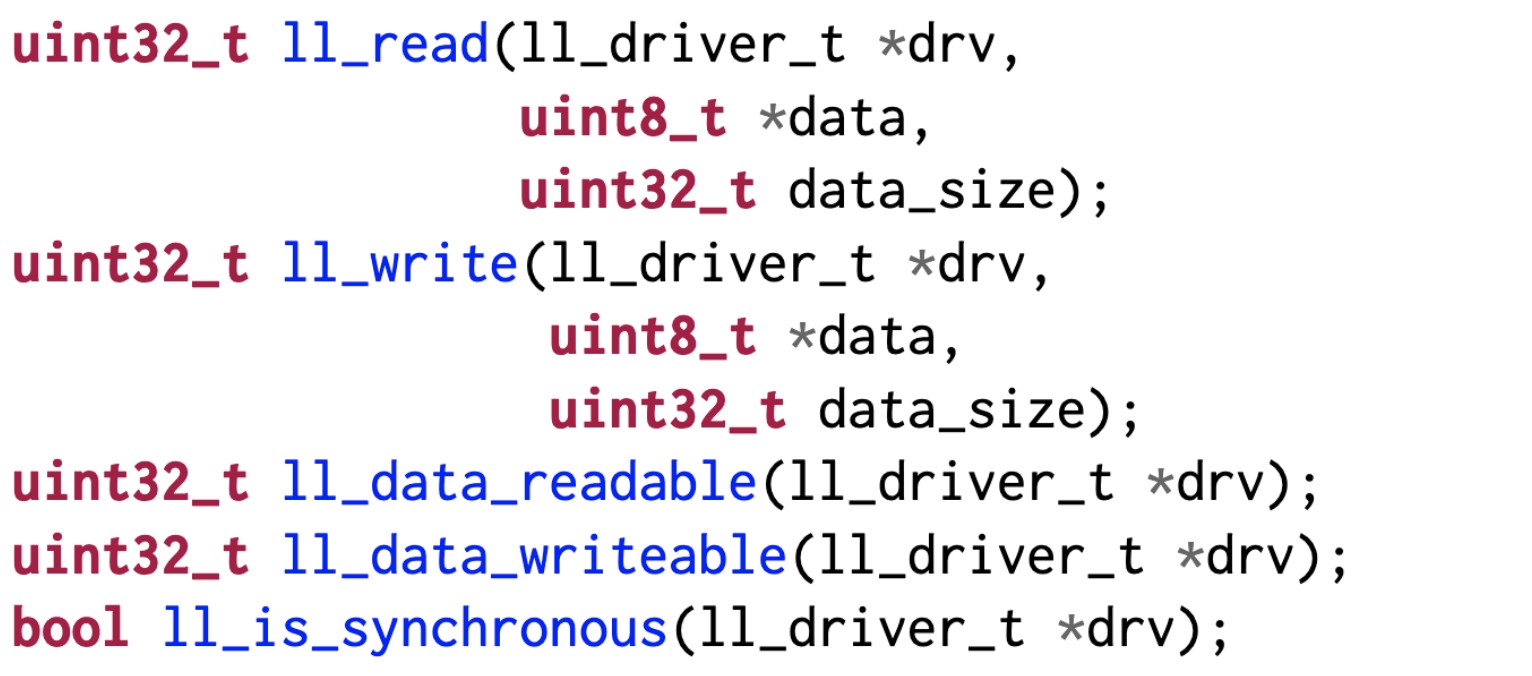 uint32_t ll_read(ll_driver_t *drv,
uint8_t *data,
uint32_t data_size);
uint32_t ll_write(ll_driver_t *drv,
uint8_t *data,
uint32_t data_size);
uint32_t ll_data_readable(ll_driver_t *drv);
uint32_t ll_data_writeable(ll_driver_t *drv);
bool ll_is_synchronous(ll_driver_t *drv);